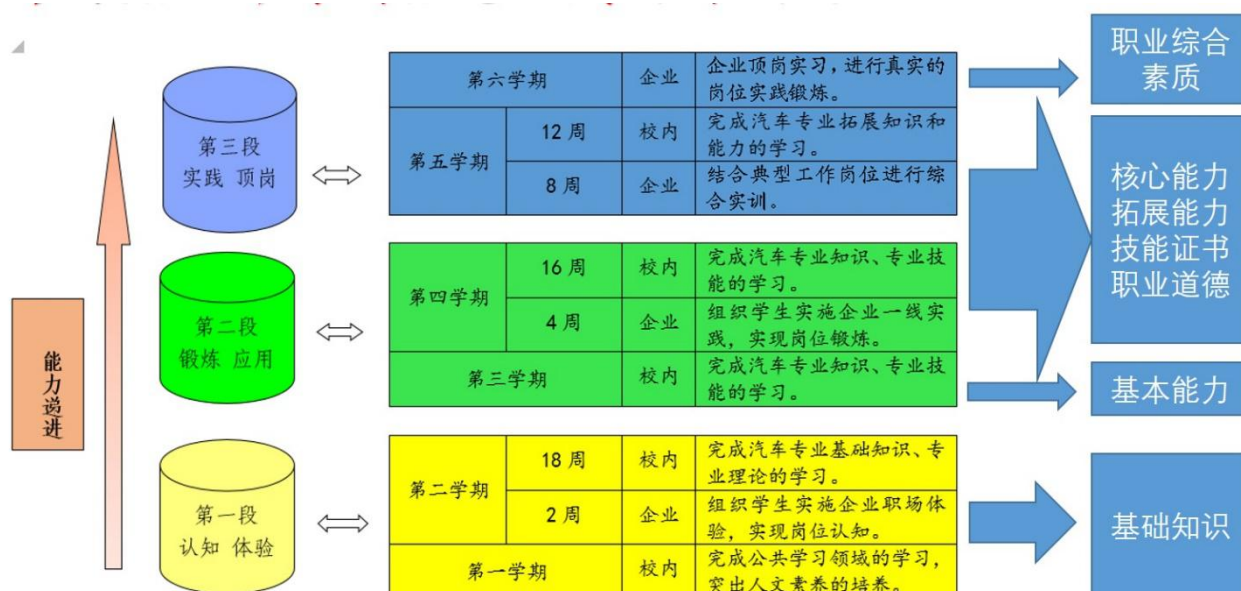 第三段
实践 顶岗
第二段
锻炼 应用
第一段
认知 体验
能力递进
第六学期
企业
企业顶岗实习，进行真实的
岗位实践锻炼。
第五学期
12 周
校内
完成汽车专业拓展知识和
能力的学习。
8 周
企业
结合典型工作岗位进行综
合实训。
第四学期
16 周
校内
完成汽车专业知识、专业技
能的学习。
4 周
企业
组织学生实施企业一线实
践，实现岗位锻炼。
第三学期
校内
完成汽车专业知识、专业技
能的学习。
第二学期
18 周
校内
完成汽车专业基础知识、专
业理论的学习。
2 周
企业
组织学生实施企业职场体
验，实现岗位认知。
第一学期
校内
完成公共学习领域的学习，
突出人文素养的培养。
职业综合
素质
核心能力
拓展能力
技能证书
职业道德
基本能力
基础知识